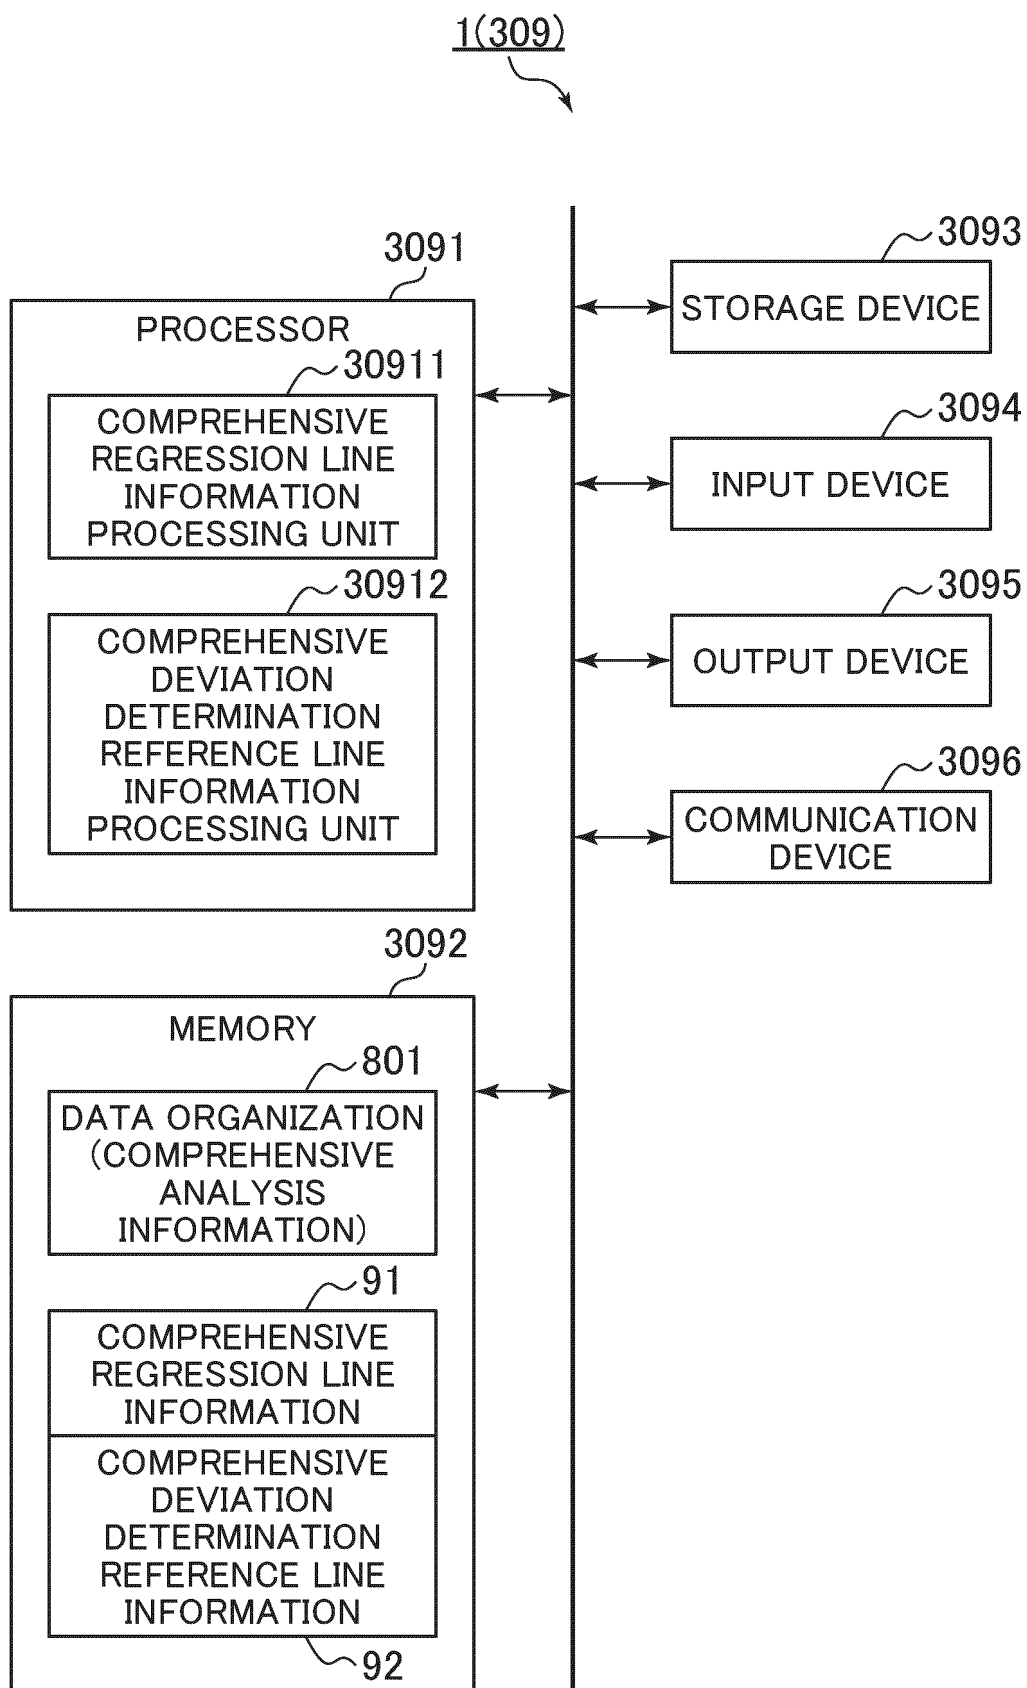 1(309)
3091
PROCESSOR
30911
COMPREHENSIVE
REGRESSION LINE
INFORMATION
PROCESSING UNIT
30912
COMPREHENSIVE
DEVIATION
DETERMINATION
REFERENCE LINE
INFORMATION
PROCESSING UNIT
3092
MEMORY
801
DATA ORGANIZATION
(COMPREHENSIVE
ANALYSIS
INFORMATION)
91
COMPREHENSIVE
REGRESSION LINE
INFORMATION
COMPREHENSIVE
DEVIATION
DETERMINATION
REFERENCE LINE
INFORMATION
92
3093
STORAGE DEVICE
3094
INPUT DEVICE
3095
OUTPUT DEVICE
3096
COMMUNICATION
DEVICE